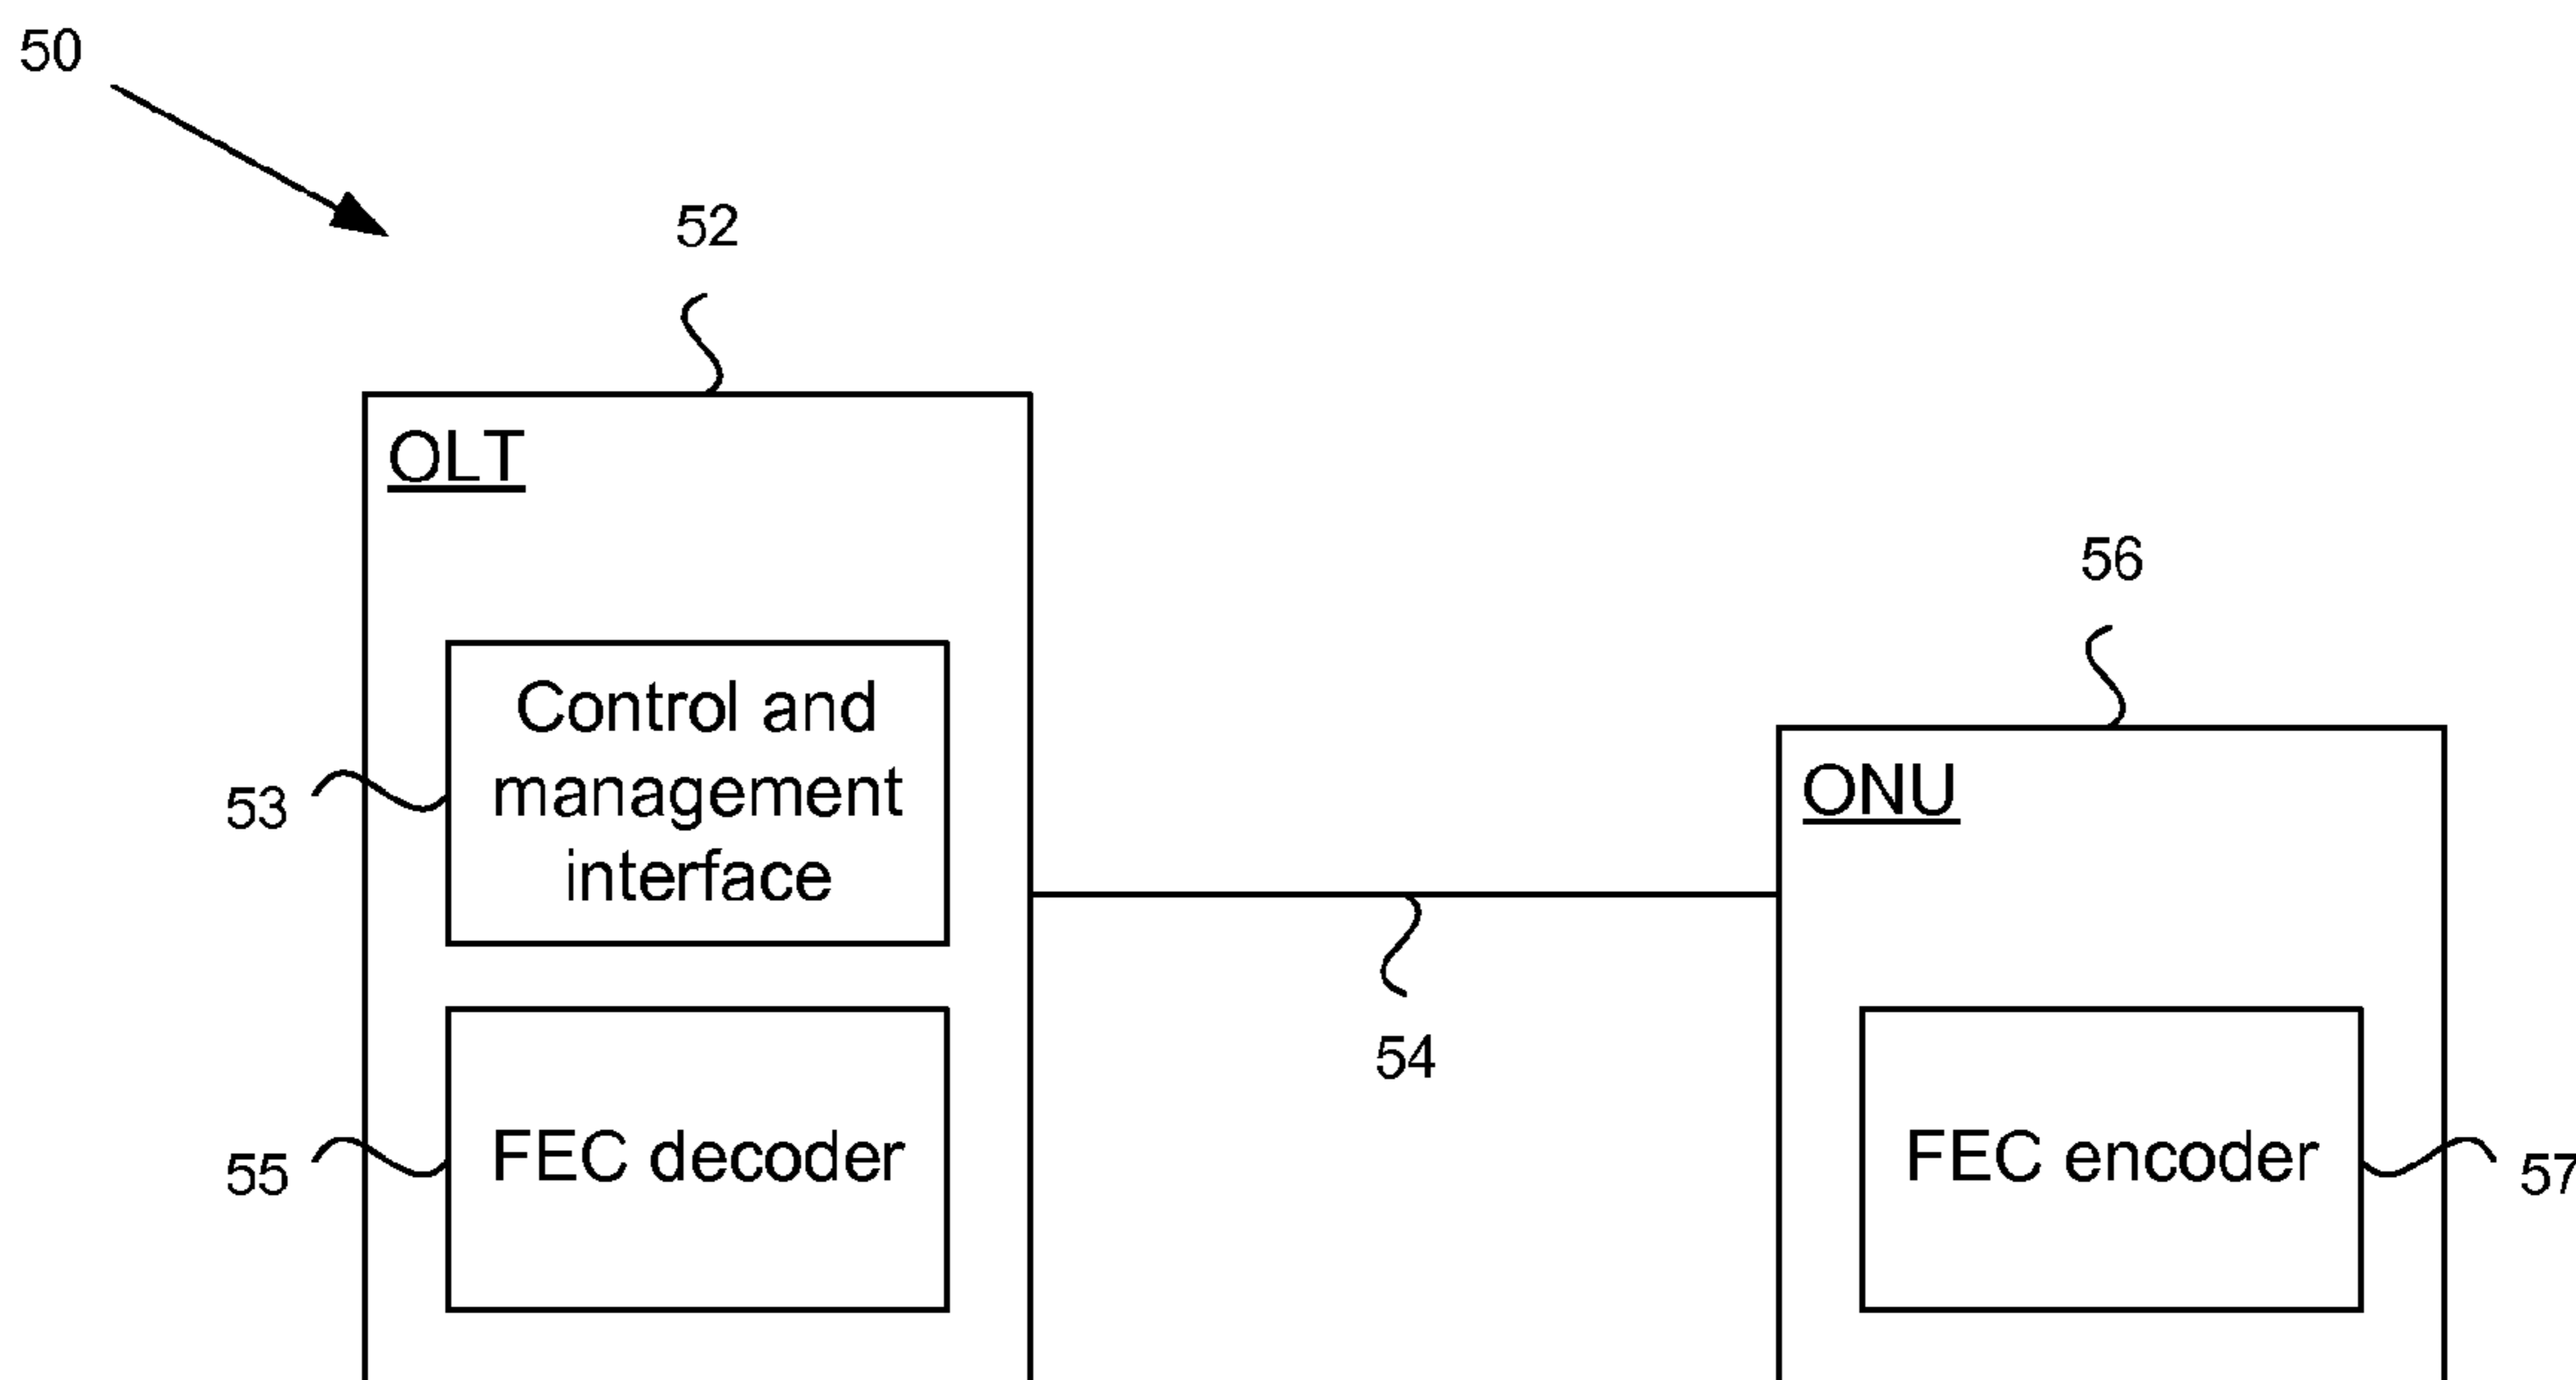 50
52
OLT
56
Control and
management
interface
53
ONU
54
FEC decoder
55
FEC encoder
57